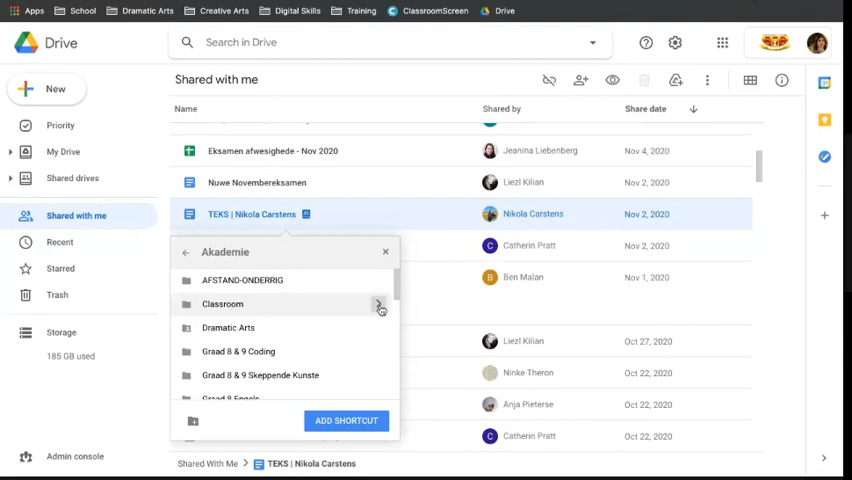 Apps School Dramatic Arts Creative Arts Digital Skills Training ClassroomScreen Drive
Drive
Search in Drive
New
Priority
My Drive
Shared drives
Shared with me
Recent
Starred
Trash
Storage
185 GB used
Admin console
Shared with me
Name Shared by Share date
Eksamen afwesighede - Nov 2020 Jeanina Liebenberg Nov 4, 2020
Nuwe Novembereksamen Liezl Kilian Nov 2, 2020
TEKS | Nikola Carstens Nikola Carstens Nov 2, 2020
C Catherin Pratt Nov 2, 2020
B Ben Malan Nov 1, 2020
Liezl Kilian Oct 27, 2020
Ninke Theron Oct 22, 2020
Anja Pieterse Oct 22, 2020
C Catherin Pratt Oct 22, 2020
Akademie
AFSTAND-ONDERRIG
Classroom
Dramatic Arts
Graad 8 & 9 Coding
Graad 8 & 9 Skeppende Kunste
Graad 8 Engels
ADD SHORTCUT
Shared With Me TEKS | Nikola Carstens